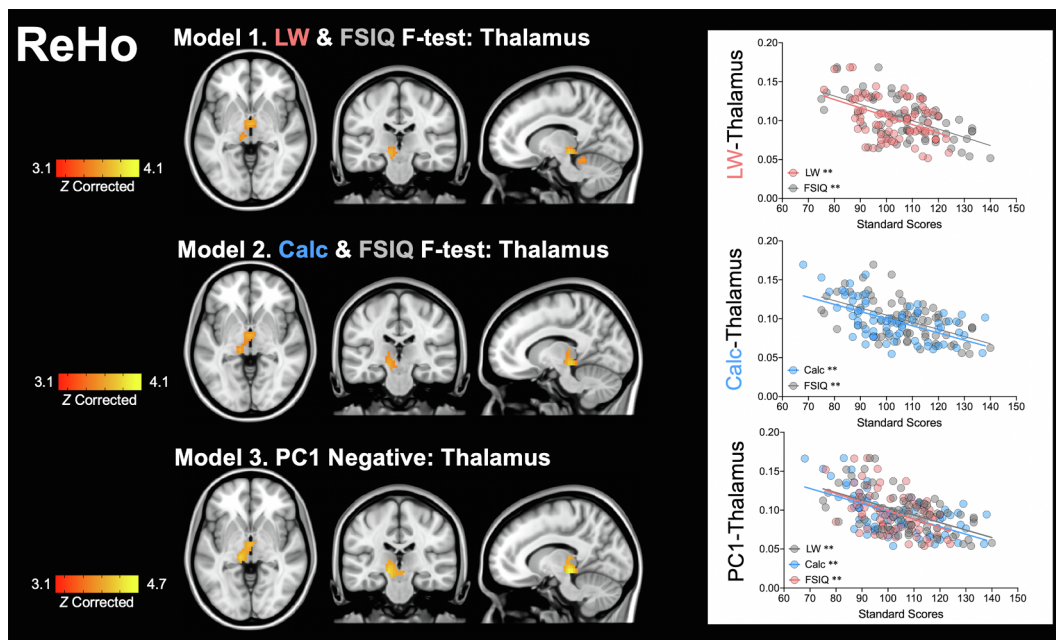 ReHo
Model 1. LW & FSIQ F-test: Thalamus
3.1 4.1
Z Corrected
Model 2. Calc & FSIQ F-test: Thalamus
3.1 4.1
Z Corrected
Model 3. PC1 Negative: Thalamus
3.1 4.7
Z Corrected
LW-Thalamus
0.20
0.15
0.10
0.05
0.00
LW **
FSIQ **
60 70 80 90 100 110 120 130 140 150
Standard Scores
Calc-Thalamus
0.20
0.15
0.10
0.05
0.00
Calc **
FSIQ **
60 70 80 90 100 110 120 130 140 150
Standard Scores
PC1-Thalamus
0.20
0.15
0.10
0.05
0.00
LW **
Calc **
FSIQ **
60 70 80 90 100 110 120 130 140 150
Standard Scores